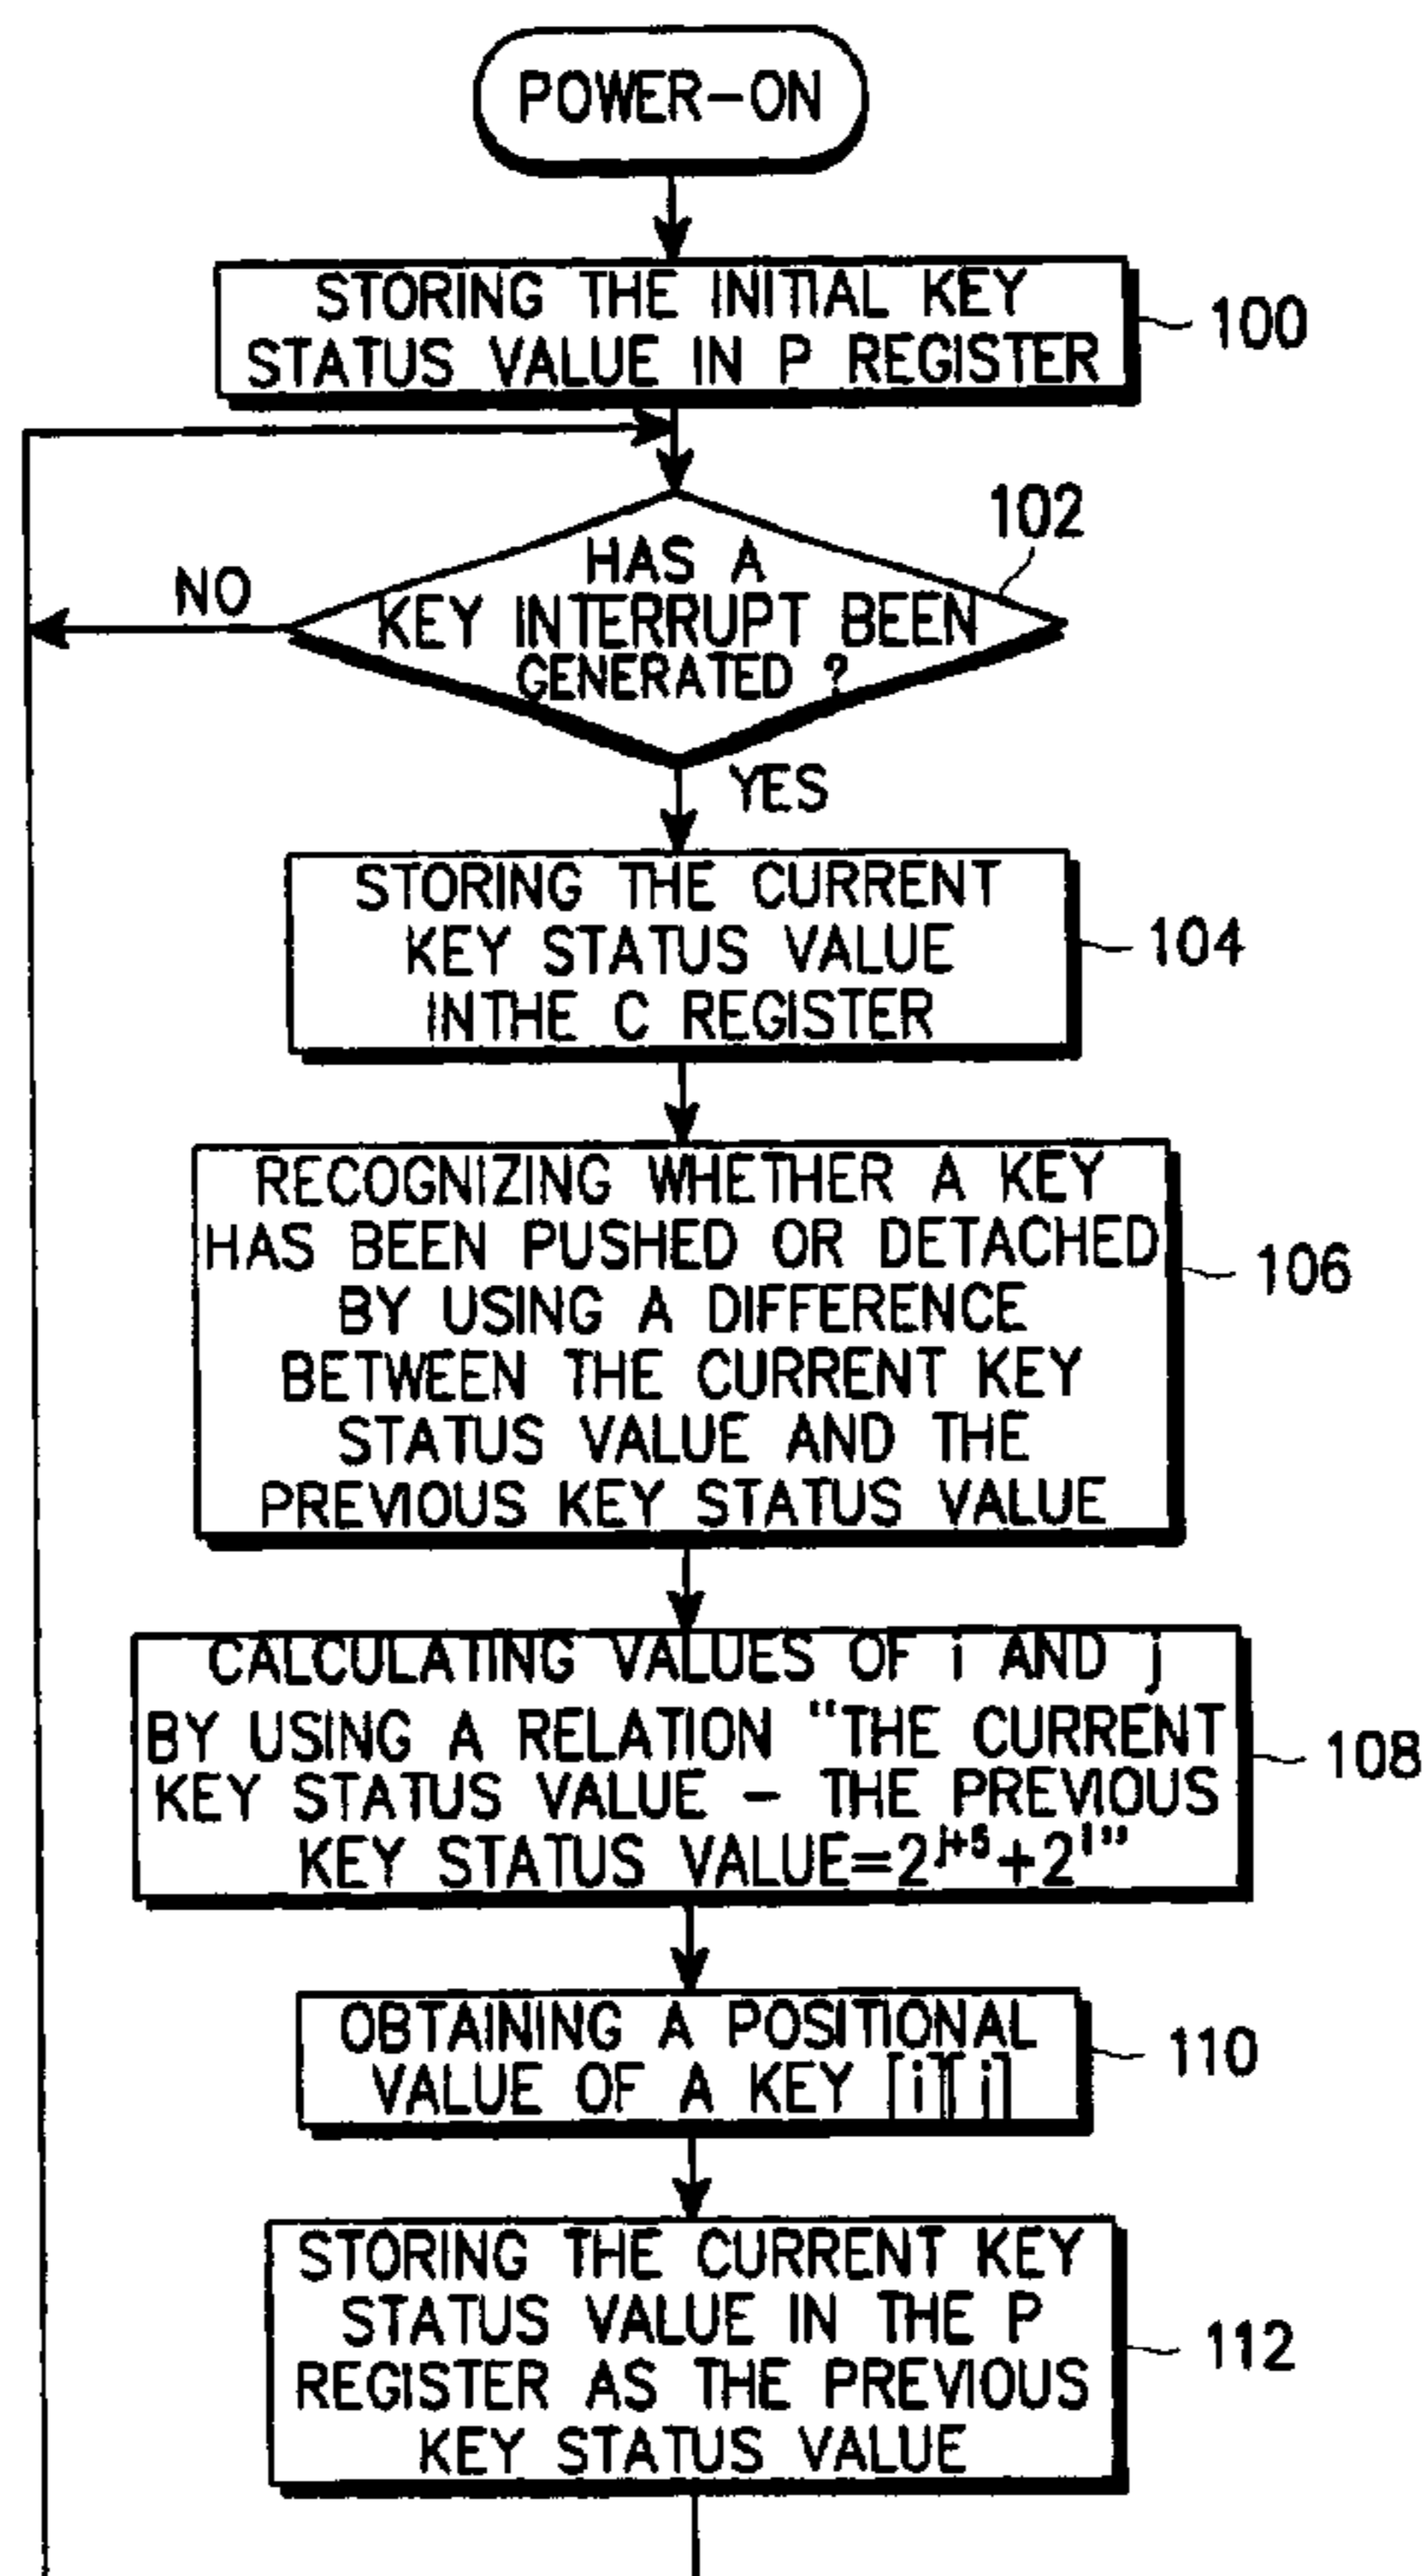 POWER-ON
STORING THE INITIAL KEY
STATUS VALUE IN P REGISTER
100
102
HAS A
KEY INTERRUPT BEEN
GENERATED ?
NO
YES
STORING THE CURRENT
KEY STATUS VALUE
INTHE C REGISTER
104
RECOGNIZING WHETHER A KEY
HAS BEEN PUSHED OR DETACHED
BY USING A DIFFERENCE
BETWEEN THE CURRENT KEY
STATUS VALUE AND THE
PREVIOUS KEY STATUS VALUE
106
CALCULATING VALUES OF i AND j
BY USING A RELATION "THE CURRENT
KEY STATUS VALUE - THE PREVIOUS
KEY STATUS VALUE=2^j+5+2^i"
108
OBTAINING A POSITIONAL
VALUE OF A KEY [i][j]
110
STORING THE CURRENT KEY
STATUS VALUE IN THE P
REGISTER AS THE PREVIOUS
KEY STATUS VALUE
112